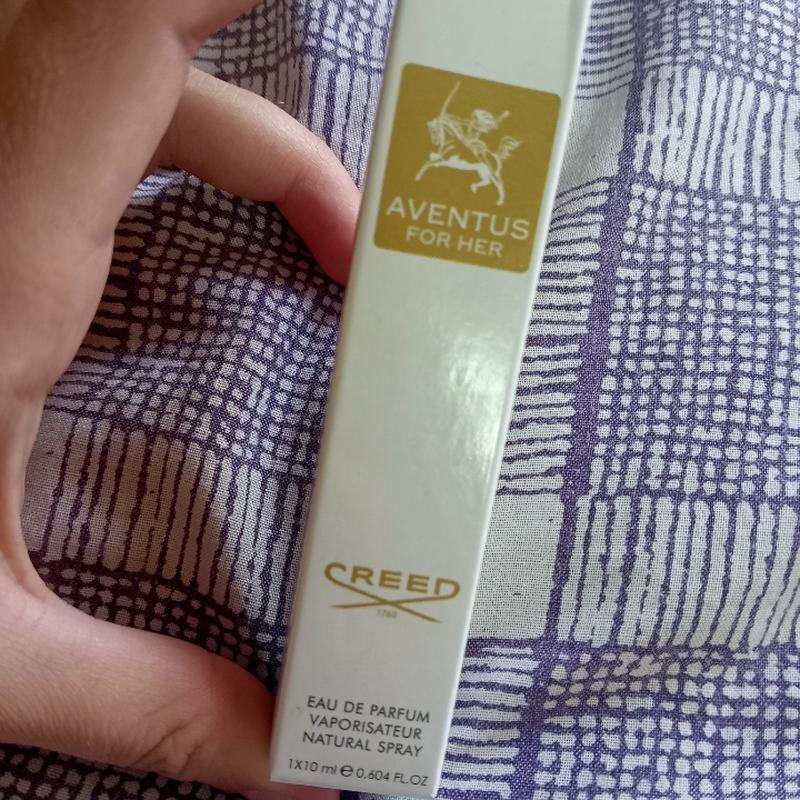 AVENTUS
FOR HER
CREED
1760
EAU DE PARFUM
VAPORISATEUR
NATURAL SPRAY
1X10 ml ℮ 0,604 FL.OZ